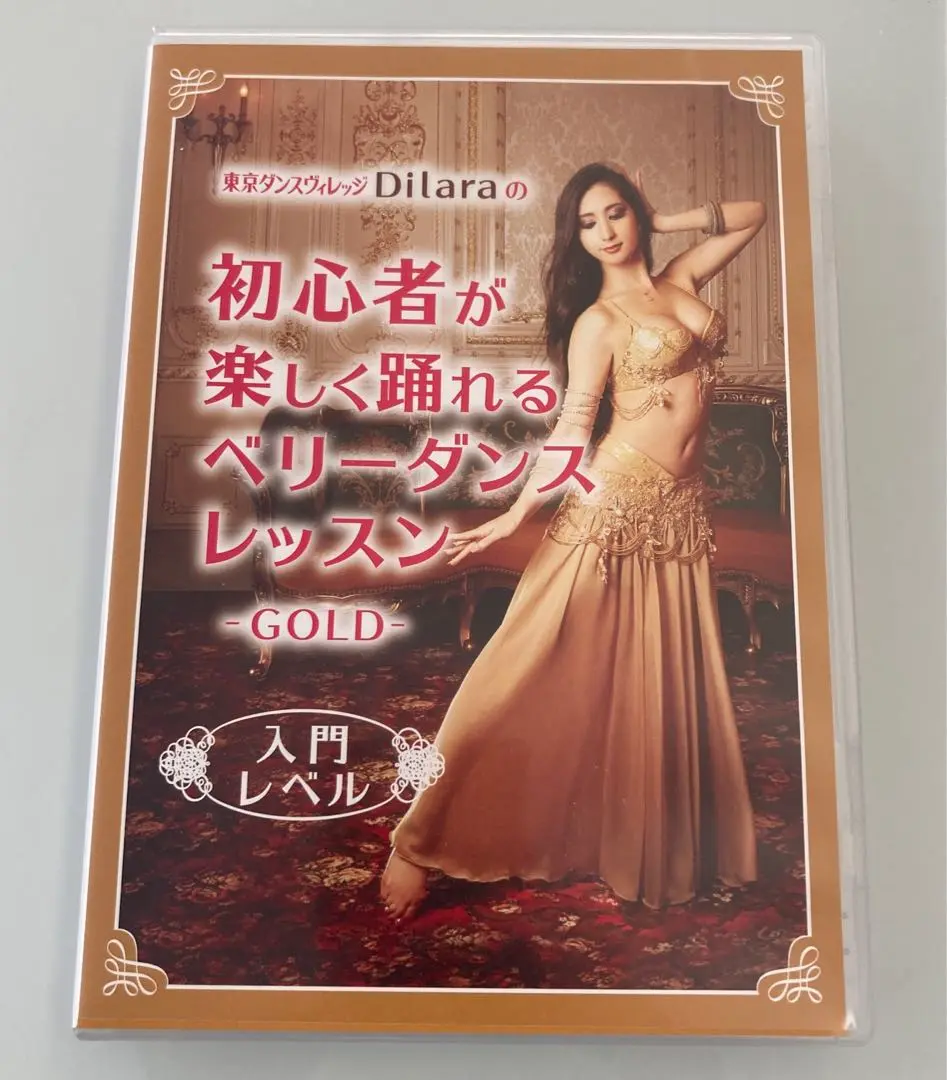 東京ダンスヴィレッジ Dilara の
初心者が
楽しく踊れる
ベリーダンス
レッスン
-GOLD-
入門
レベル